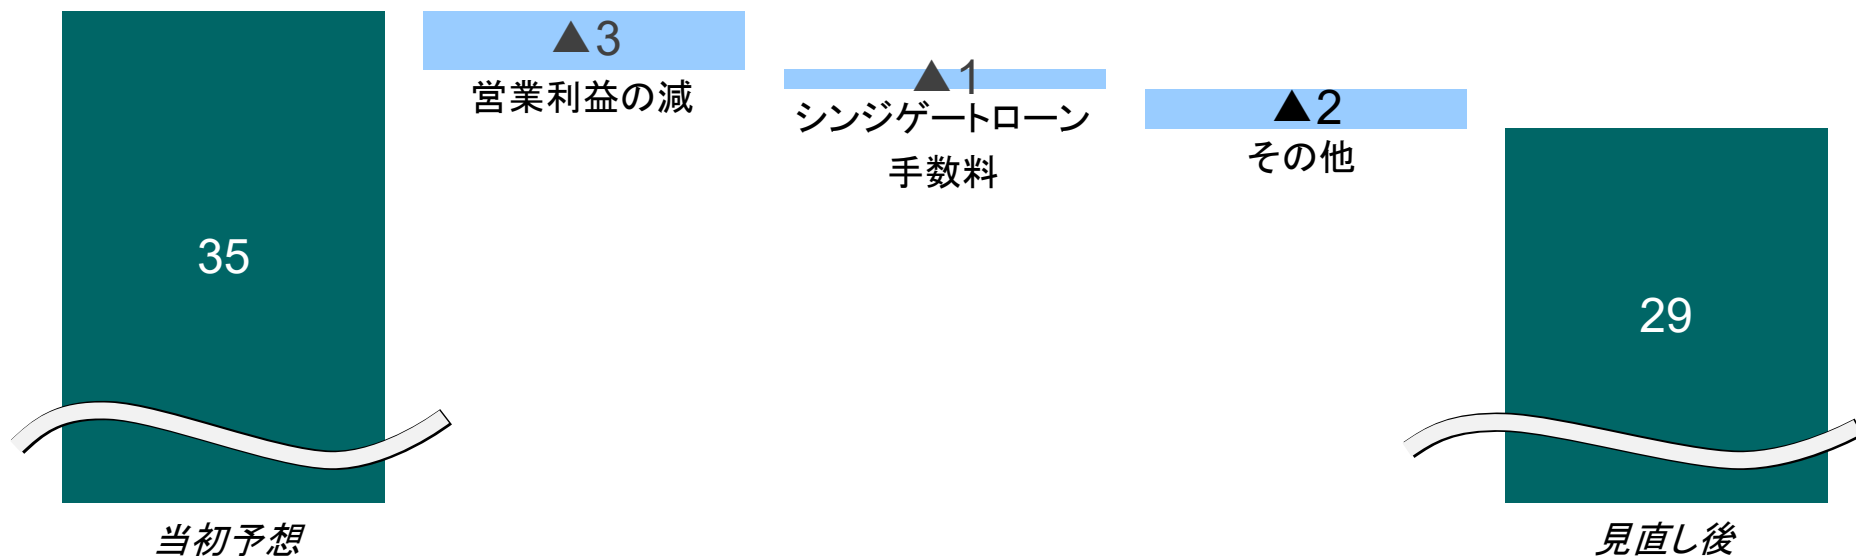 35
当初予想
▲3
営業利益の減
▲1
シンジゲートローン
手数料
▲2
その他
29
見直し後